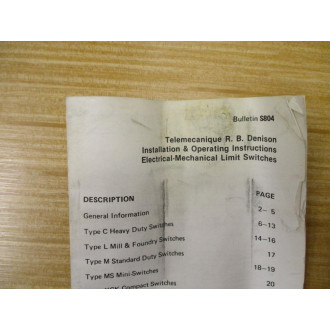 Bulletin S804
Telemecanique R. B. Denison
Installation & Operating Instructions
Electrical-Mechanical Limit Switches
DESCRIPTION PAGE
General Information 2– 5
Type C Heavy Duty Switches 6–13
Type L Mill & Foundry Switches 14–16
Type M Standard Duty Switches 17
Type MS Mini-Switches 18–19
Compact Switches 20